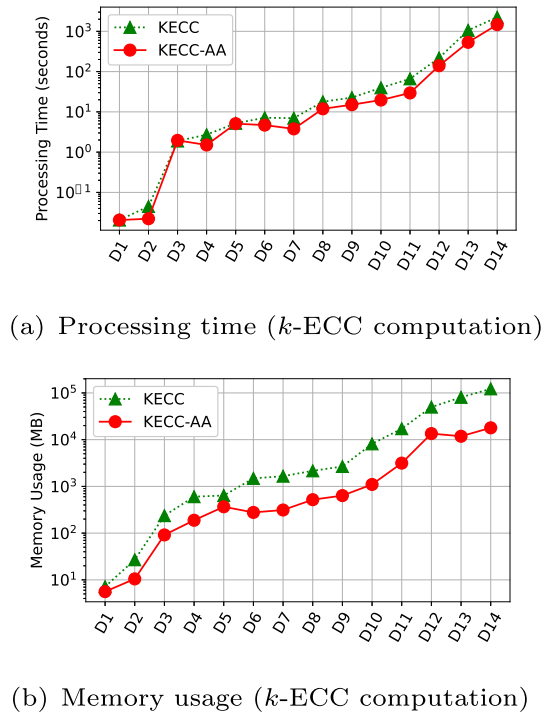 10³
10²
10¹
10⁰
10�1
Processing Time (seconds)
KECC
KECC-AA
D1 D2 D3 D4 D5 D6 D7 D8 D9 D10 D11 D12 D13 D14
(a) Processing time (k-ECC computation)
10⁵
10⁴
10³
10²
10¹
Memory Usage (MB)
KECC
KECC-AA
D1 D2 D3 D4 D5 D6 D7 D8 D9 D10 D11 D12 D13 D14
(b) Memory usage (k-ECC computation)